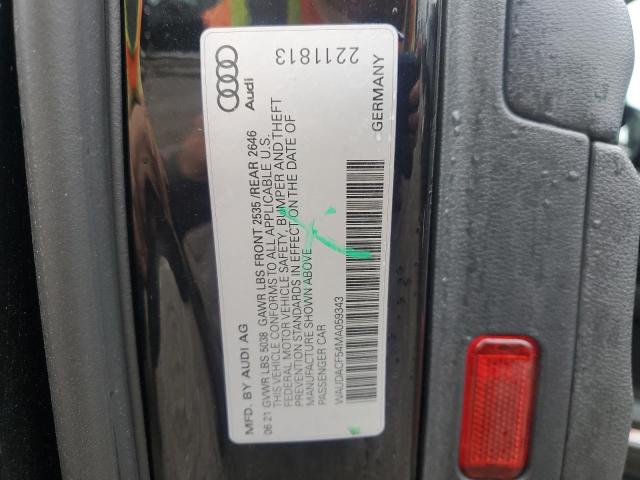 MFD. BY AUDI AG
Audi
06 21 GVWR LBS 5038 GAWR LBS FRONT 2535 /REAR 2646
THIS VEHICLE CONFORMS TO ALL APPLICABLE U.S.
FEDERAL MOTOR VEHICLE SAFETY, BUMPER AND THEFT
PREVENTION STANDARDS IN EFFECT ON THE DATE OF
MANUFACTURE SHOWN ABOVE
PASSENGER CAR
WAUDACF54MA059343
GERMANY
2211813